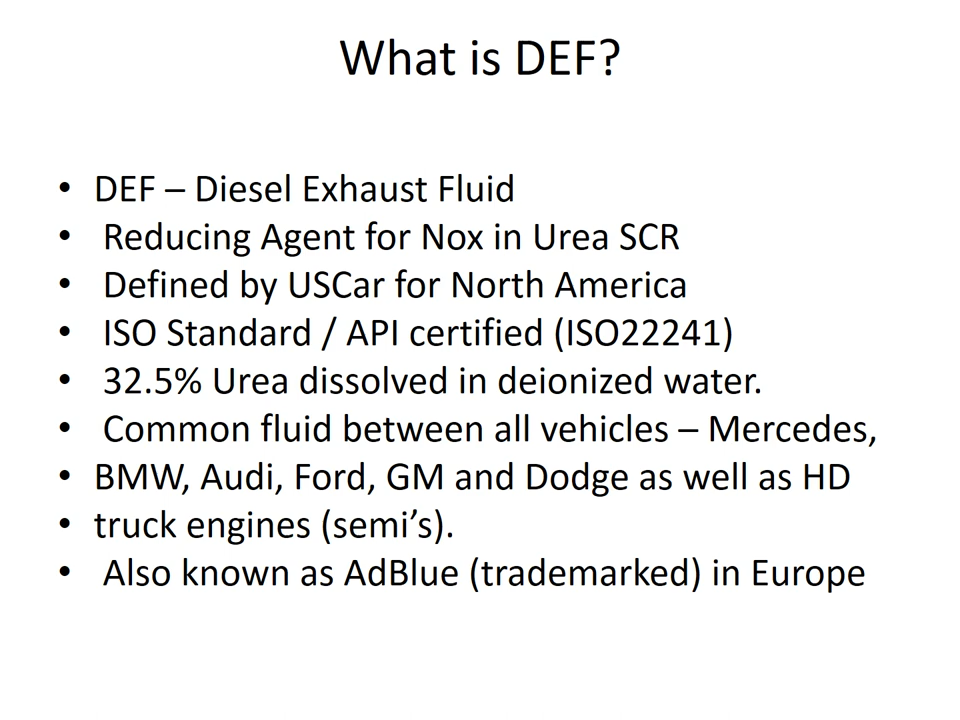 What is DEF?
• DEF – Diesel Exhaust Fluid
• Reducing Agent for Nox in Urea SCR
• Defined by USCar for North America
• ISO Standard / API certified (ISO22241)
• 32.5% Urea dissolved in deionized water.
• Common fluid between all vehicles – Mercedes,
• BMW, Audi, Ford, GM and Dodge as well as HD
• truck engines (semi’s).
• Also known as AdBlue (trademarked) in Europe